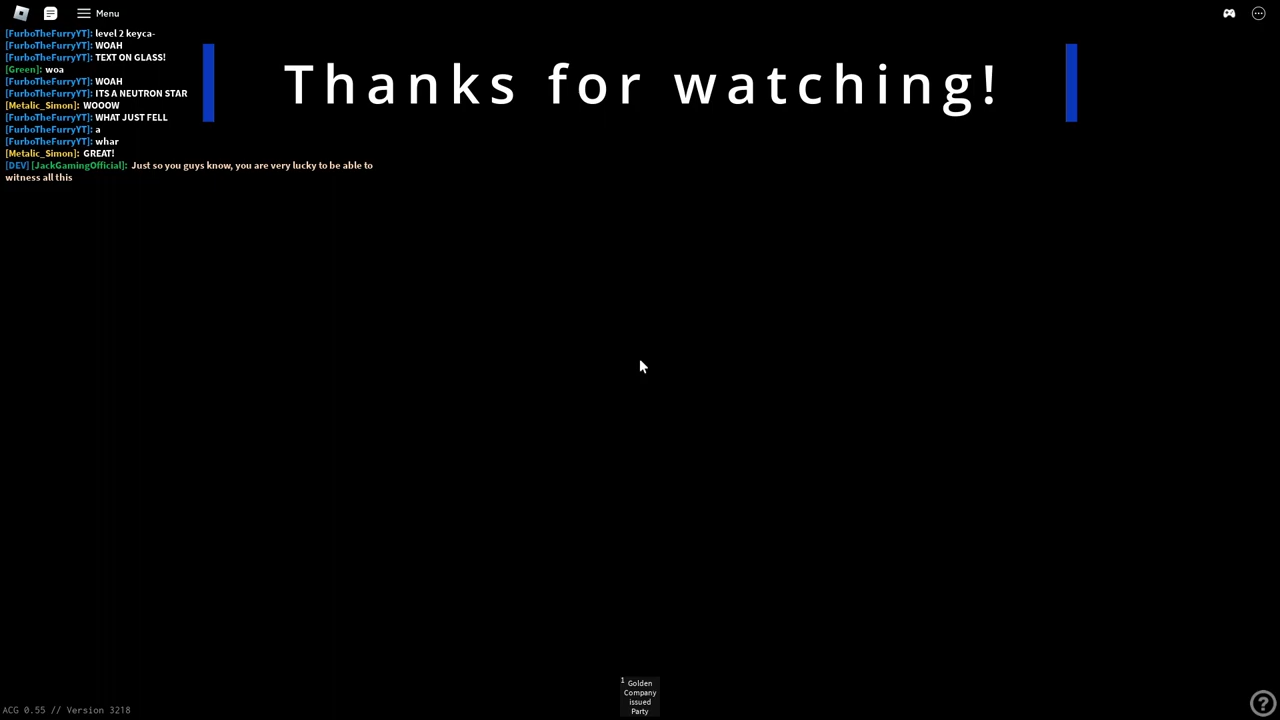 Menu
[FurboTheFurryYT]: level 2 keyca-
[FurboTheFurryYT]: WOAH
[FurboTheFurryYT]: TEXT ON GLASS!
[Green]: woa
[FurboTheFurryYT]: WOAH
[FurboTheFurryYT]: ITS A NEUTRON STAR
[Metalic_Simon]: WOOOW
[FurboTheFurryYT]: WHAT JUST FELL
[FurboTheFurryYT]: a
[FurboTheFurryYT]: whar
[Metalic_Simon]: GREAT!
[DEV] [JackGamingOfficial]: Just so you guys know, you are very lucky to be able to
witness all this
Thanks for watching!
1
Golden
Company
issued
Party
ACG 0.55 // Version 3218
?